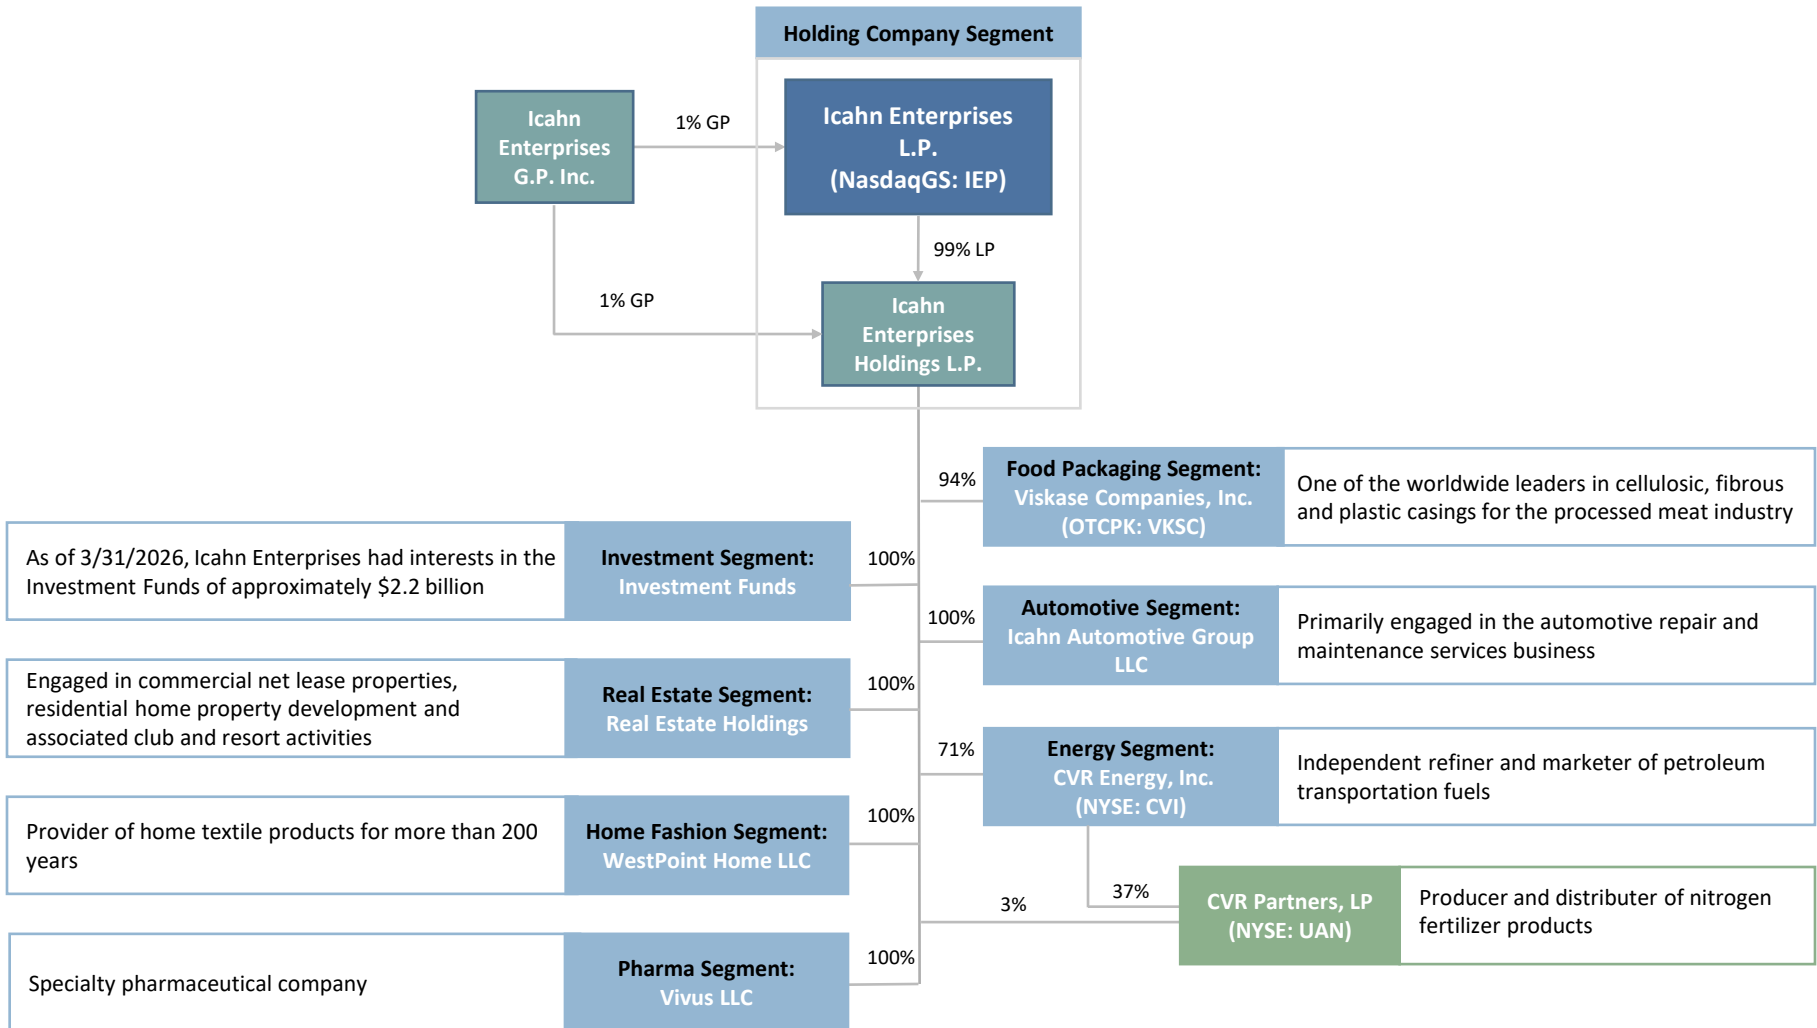 Holding Company Segment
Icahn
Enterprises
G.P. Inc.
1% GP
Icahn Enterprises
L.P.
(NasdaqGS: IEP)
99% LP
1% GP
Icahn
Enterprises
Holdings L.P.
94%
Food Packaging Segment:
Viskase Companies, Inc.
(OTCPK: VKSC)
One of the worldwide leaders in cellulosic, fibrous
and plastic casings for the processed meat industry
As of 3/31/2026, Icahn Enterprises had interests in the
Investment Funds of approximately $2.2 billion
Investment Segment:
Investment Funds
100%
100%
Automotive Segment:
Icahn Automotive Group
LLC
Primarily engaged in the automotive repair and
maintenance services business
Engaged in commercial net lease properties,
residential home property development and
associated club and resort activities
Real Estate Segment:
Real Estate Holdings
100%
71%
Energy Segment:
CVR Energy, Inc.
(NYSE: CVI)
Independent refiner and marketer of petroleum
transportation fuels
Provider of home textile products for more than 200
years
Home Fashion Segment:
WestPoint Home LLC
100%
37%
3%
CVR Partners, LP
(NYSE: UAN)
Producer and distributer of nitrogen
fertilizer products
Specialty pharmaceutical company
Pharma Segment:
Vivus LLC
100%